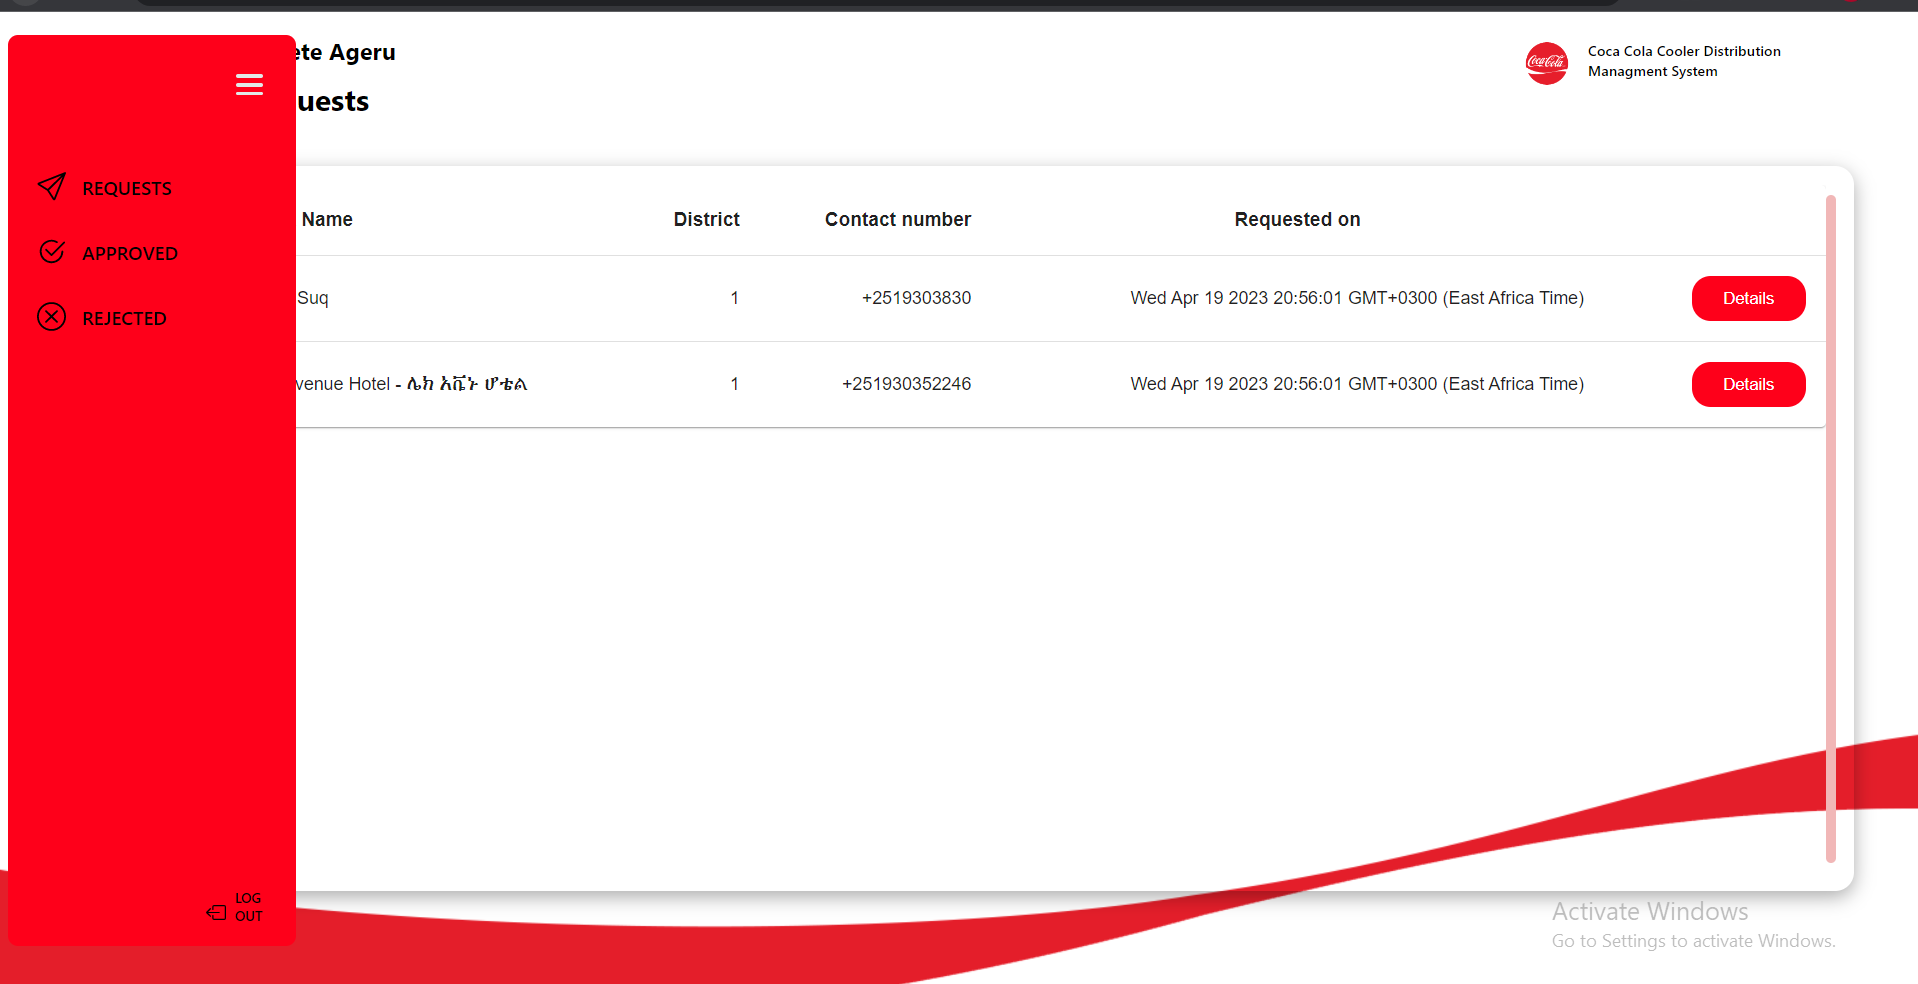 ete Ageru
uests
Coca Cola Cooler Distribution
Managment System
Coca-Cola
REQUESTS
APPROVED
REJECTED
Name District Contact number Requested on
Suq 1 +2519303830 Wed Apr 19 2023 20:56:01 GMT+0300 (East Africa Time) Details
venue Hotel - ሌክ አቬኑ ሆቴል 1 +251930352246 Wed Apr 19 2023 20:56:01 GMT+0300 (East Africa Time) Details
LOG
OUT
Activate Windows
Go to Settings to activate Windows.